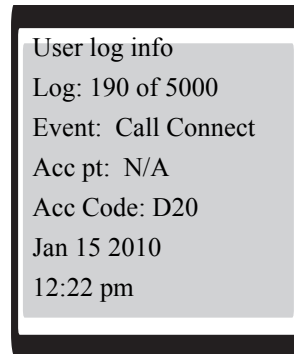 User log info
Log: 190 of 5000
Event: Call Connect
Acc pt: N/A
Acc Code: D20
Jan 15 2010
12:22 pm